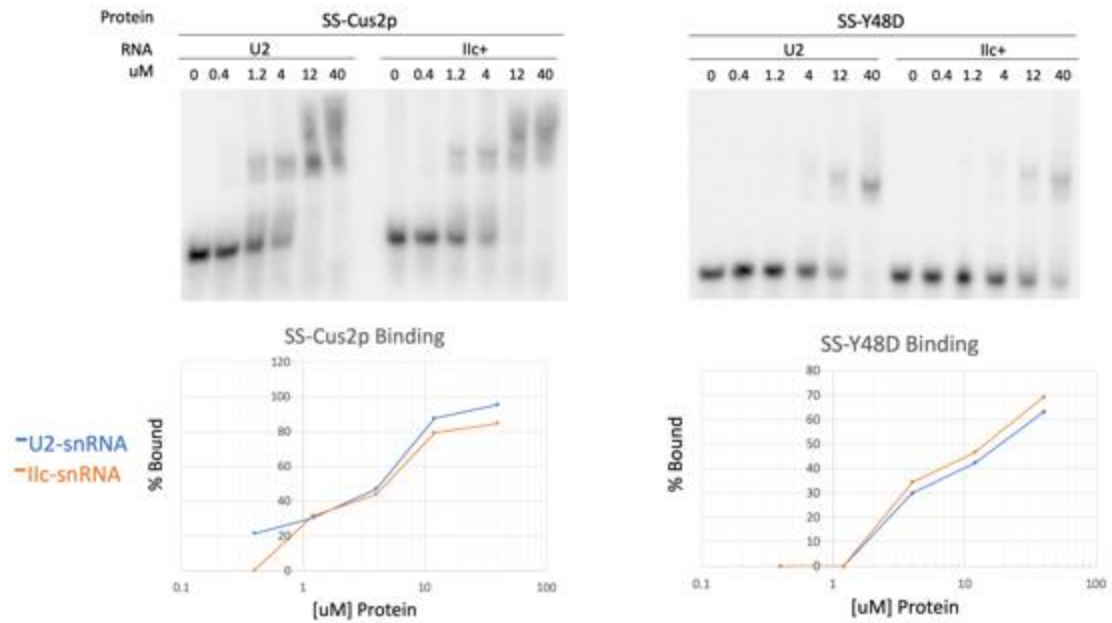 Protein SS-Cus2p SS-Y48D
RNA U2 IIc+ U2 IIc+
uM 0 0.4 1.2 4 12 40 0 0.4 1.2 4 12 40 0 0.4 1.2 4 12 40 0 0.4 1.2 4 12 40
SS-Cus2p Binding
120
100
80
60
40
20
0
0.1 1 10 100
% Bound
[uM] Protein
U2-snRNA
IIc-snRNA
SS-Y48D Binding
80
70
60
50
40
30
20
10
0
0.1 1 10 100
% Bound
[uM] Protein